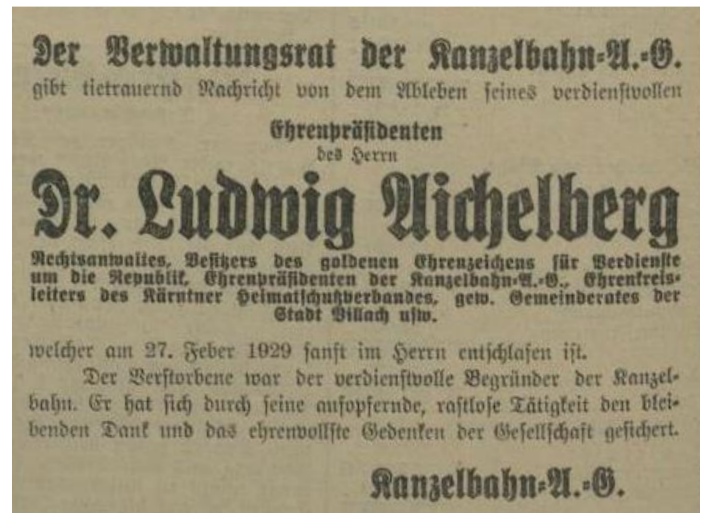 Der Verwaltungsrat der Kanzelbahn-A.-G.
gibt tieftrauernd Nachricht von dem Ableben seines verdienstvollen
Ehrenpräsidenten
des Herrn
Dr. Ludwig Aichelberg
Rechtsanwaltes, Besitzers des goldenen Ehrenzeichens für Verdienste
um die Republik, Ehrenpräsidenten der Kanzelbahn-A.-G., Ehrenkreis-
leiters des Kärntner Heimatschutzverbandes, gew. Gemeinderates der
Stadt Villach usw.
welcher am 27. Feber 1929 sanft im Herrn entschlafen ist.
Der Verstorbene war der verdienstvolle Begründer der Kanzel-
bahn. Er hat sich durch seine aufopfernde, rastlose Tätigkeit den blei-
benden Dank und das ehrenvollste Gedenken der Gesellschaft gesichert.
Kanzelbahn-A.-G.